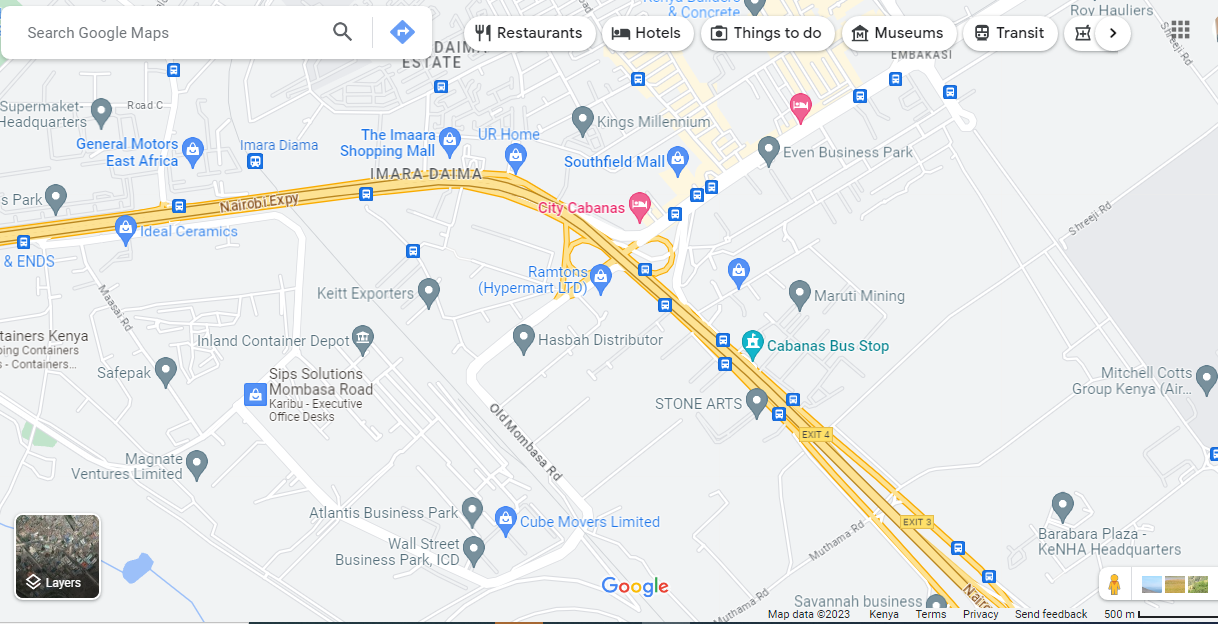 Search Google Maps
Restaurants
Hotels
Things to do
Museums
Transit
& Concrete
Roy Hauliers
ESTATE
EMBAKASI
Shreeji Rd
Supermaket-
Headquarters
Road C
Kings Millennium
General Motors
East Africa
Imara Diama
The Imaara
Shopping Mall
UR Home
Southfield Mall
Even Business Park
IMARA DAIMA
s Park
Nairobi Expy
City Cabanas
Shreeji Rd
Ideal Ceramics
& ENDS
Ramtons
(Hypermart LTD)
Keitt Exporters
Maruti Mining
Maasai Rd
tainers Kenya
ping Containers
s - Containers...
Inland Container Depot
Hasbah Distributor
Cabanas Bus Stop
Safepak
Sips Solutions
Mombasa Road
Karibu - Executive
Office Desks
Mitchell Cotts
Group Kenya (Air...
STONE ARTS
Old Mombasa Rd
EXIT 4
Magnate
Ventures Limited
Atlantis Business Park
Cube Movers Limited
EXIT 3
Muthama Rd
Barabara Plaza -
KeNHA Headquarters
Wall Street
Business Park, ICD
Layers
Google
Muthama Rd
Savannah business
Map data ©2023 Kenya Terms Privacy Send feedback 500 m